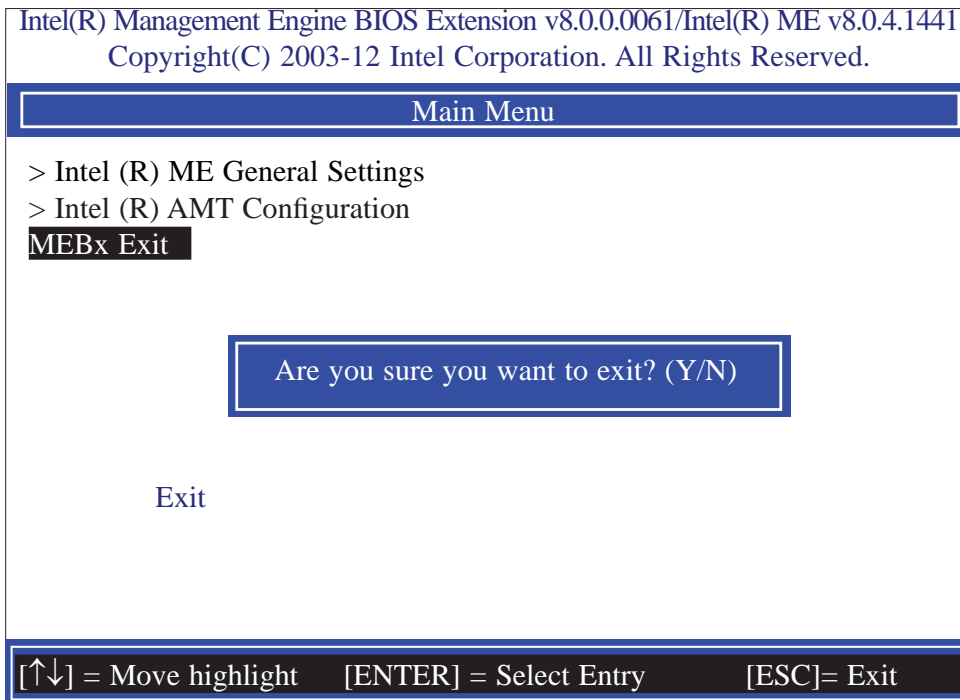 Intel(R) Management Engine BIOS Extension v8.0.0.0061/Intel(R) ME v8.0.4.1441
Copyright(C) 2003-12 Intel Corporation. All Rights Reserved.
Main Menu
> Intel (R) ME General Settings
> Intel (R) AMT Configuration
MEBx Exit
Are you sure you want to exit? (Y/N)
Exit
[↑↓] = Move highlight [ENTER] = Select Entry [ESC]= Exit